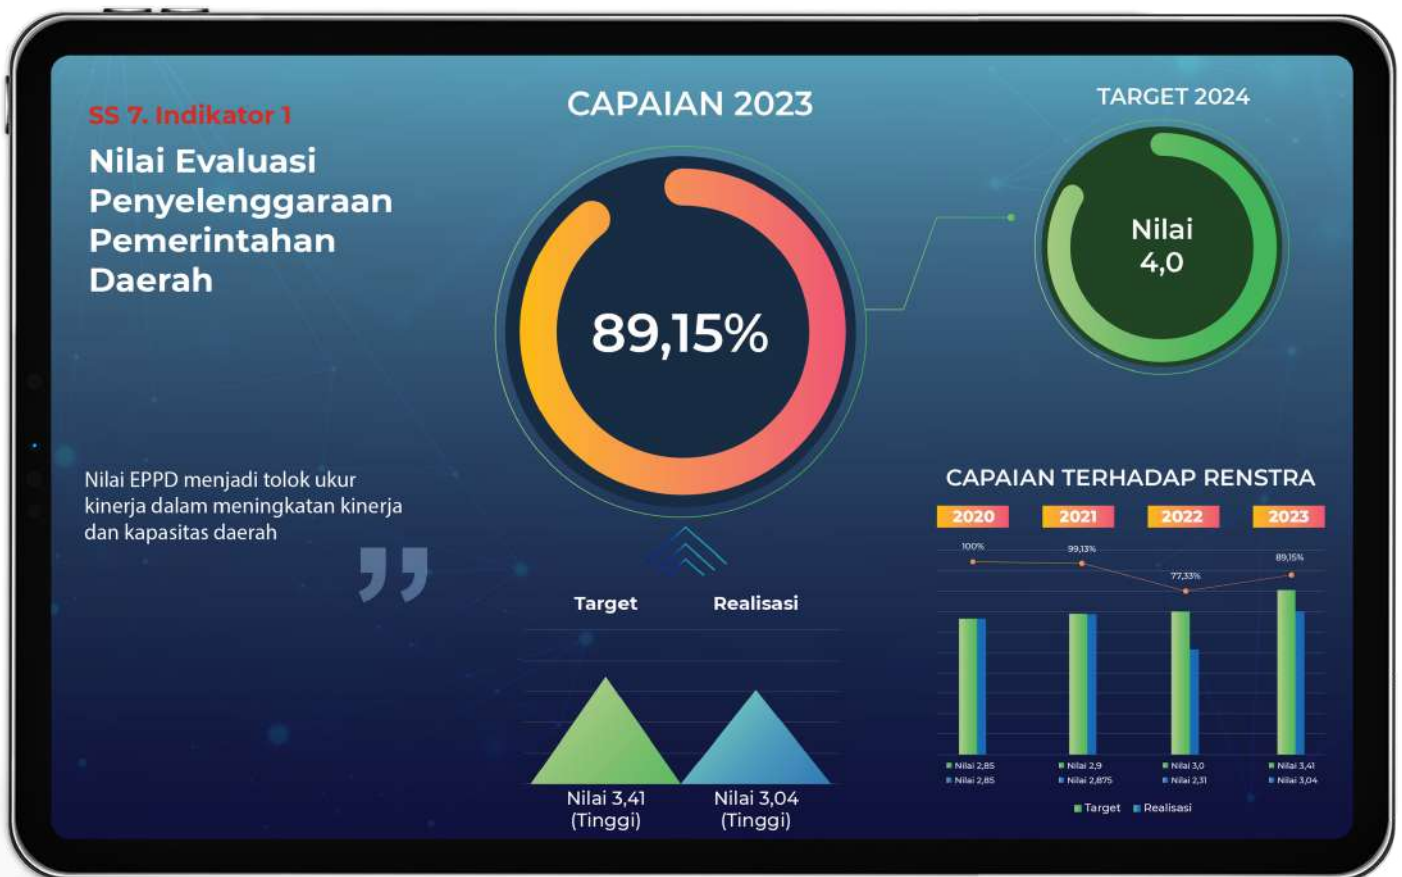 SS 7. Indikator 1
Nilai Evaluasi
Penyelenggaraan
Pemerintahan
Daerah
Nilai EPPD menjadi tolok ukur
kinerja dalam meningkatan kinerja
dan kapasitas daerah
”
CAPAIAN 2023
89,15%
Target Realisasi
Nilai 3,41 Nilai 3,04
(Tinggi) (Tinggi)
TARGET 2024
Nilai
4,0
CAPAIAN TERHADAP RENSTRA
2020 2021 2022 2023
100% 99,13% 77,33% 89,15%
Nilai 2,85 Nilai 2,9 Nilai 3,0 Nilai 3,41
Nilai 2,85 Nilai 2,875 Nilai 2,31 Nilai 3,04
Target Realisasi